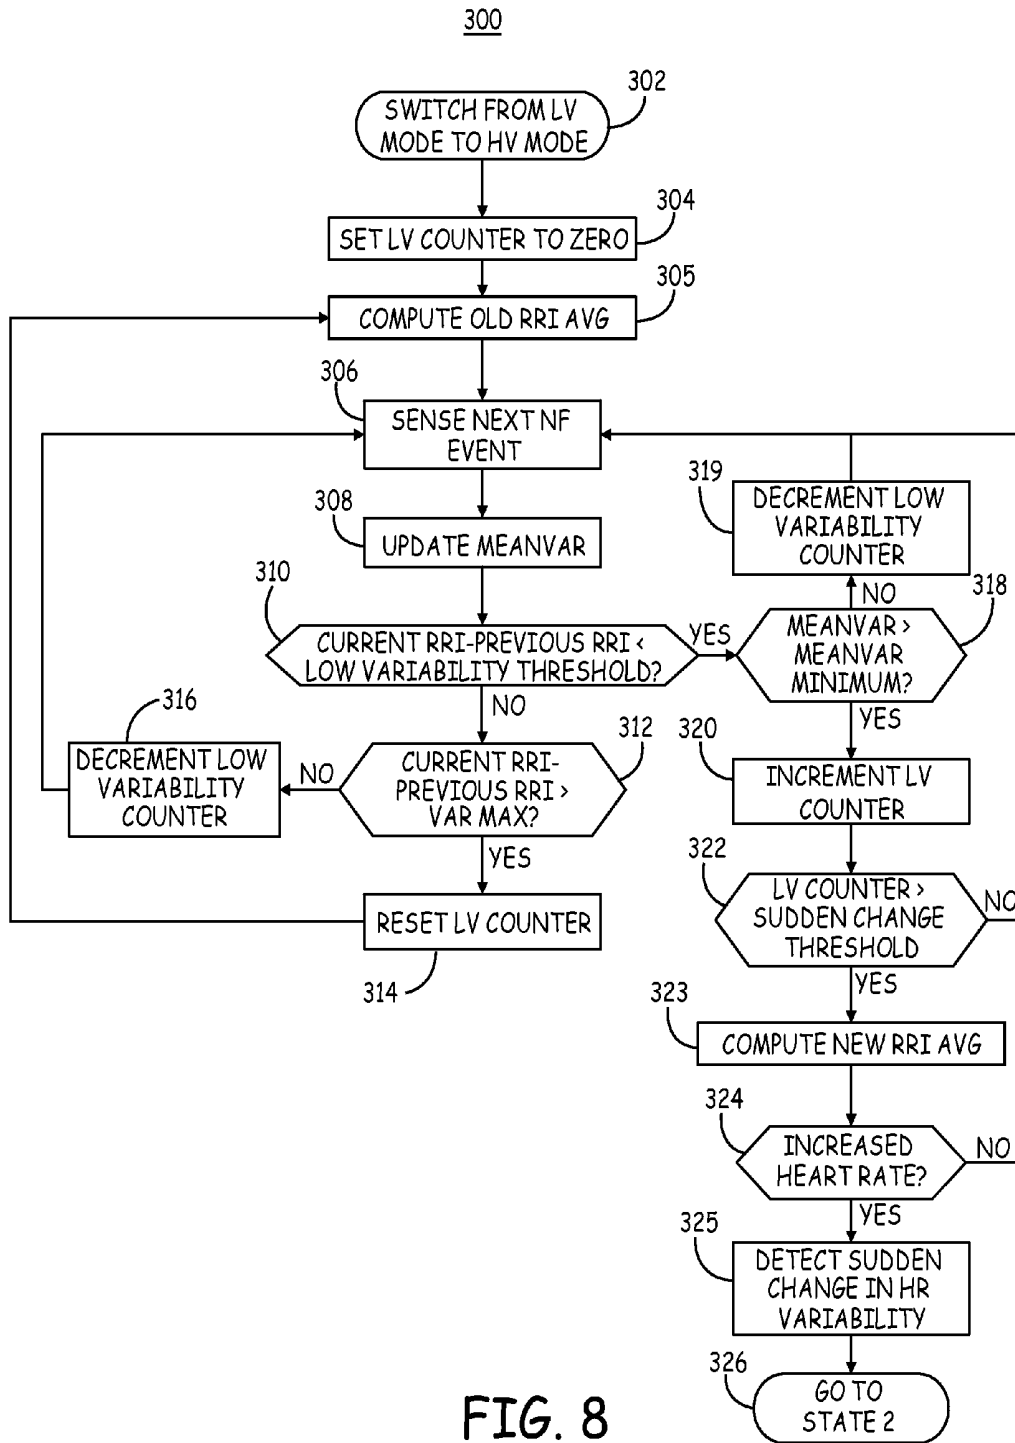 300
SWITCH FROM LV
MODE TO HV MODE
302
SET LV COUNTER TO ZERO
304
COMPUTE OLD RRI AVG
305
306
SENSE NEXT NF
EVENT
308
UPDATE MEANVAR
310
CURRENT RRI-PREVIOUS RRI <
LOW VARIABILITY THRESHOLD?
YES
NO
319
DECREMENT LOW
VARIABILITY
COUNTER
NO
318
MEANVAR >
MEANVAR
MINIMUM?
YES
316
DECREMENT LOW
VARIABILITY
COUNTER
NO
312
CURRENT RRI-
PREVIOUS RRI >
VAR MAX?
YES
RESET LV COUNTER
314
320
INCREMENT LV
COUNTER
322
LV COUNTER >
SUDDEN CHANGE
THRESHOLD
NO
YES
323
COMPUTE NEW RRI AVG
324
INCREASED
HEART RATE?
NO
YES
325
DETECT SUDDEN
CHANGE IN HR
VARIABILITY
326
GO TO
STATE 2
FIG. 8